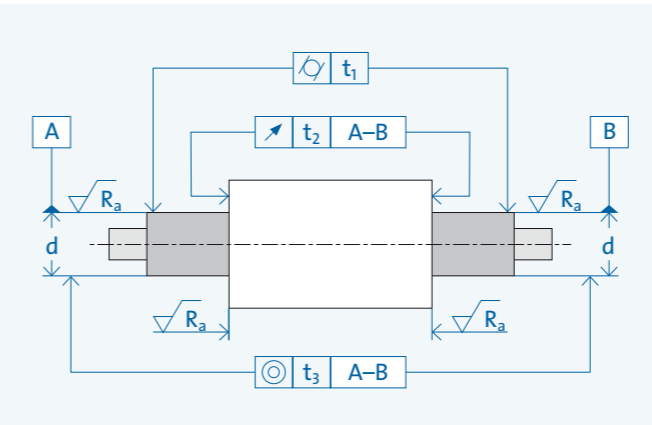 t₁
t₂ A–B
A B
Rₐ Rₐ
d d
Rₐ Rₐ
t₃ A–B